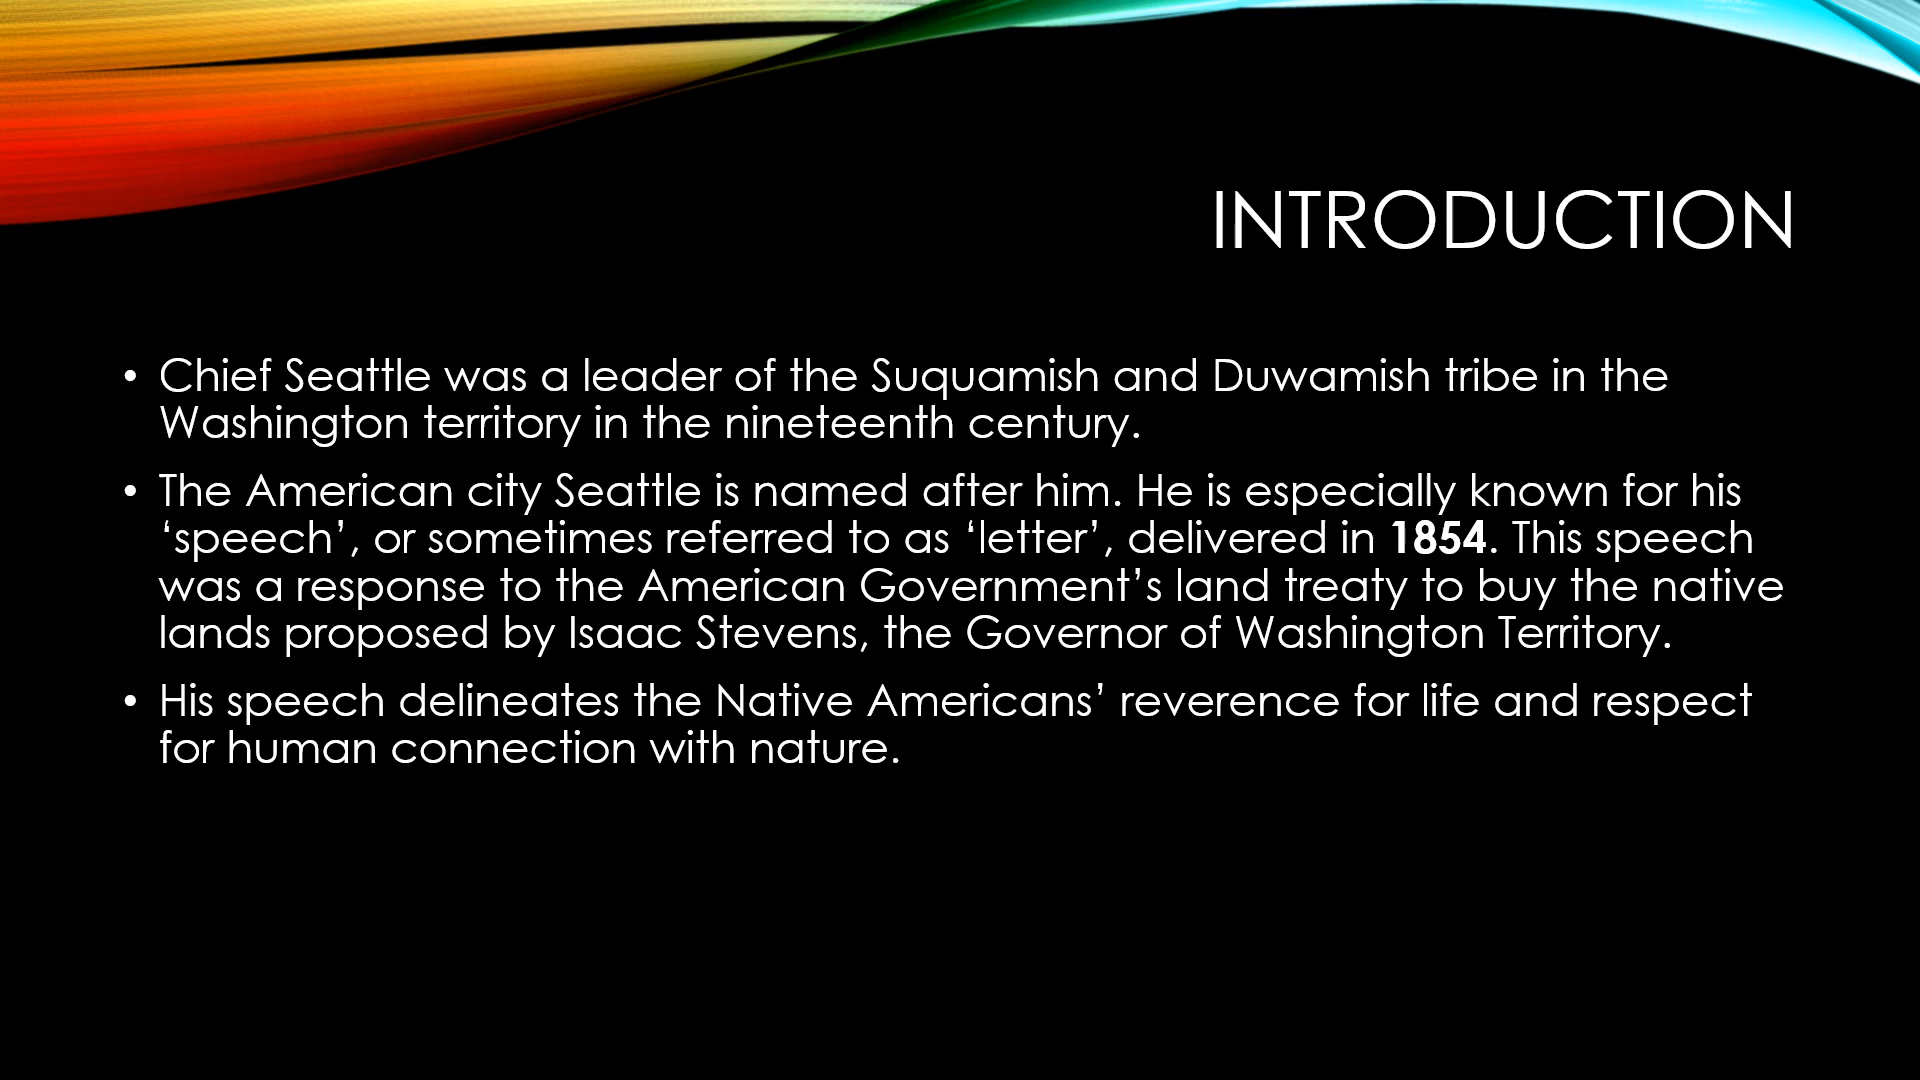 INTRODUCTION
• Chief Seattle was a leader of the Suquamish and Duwamish tribe in the
Washington territory in the nineteenth century.
• The American city Seattle is named after him. He is especially known for his
‘speech’, or sometimes referred to as ‘letter’, delivered in 1854. This speech
was a response to the American Government’s land treaty to buy the native
lands proposed by Isaac Stevens, the Governor of Washington Territory.
• His speech delineates the Native Americans’ reverence for life and respect
for human connection with nature.